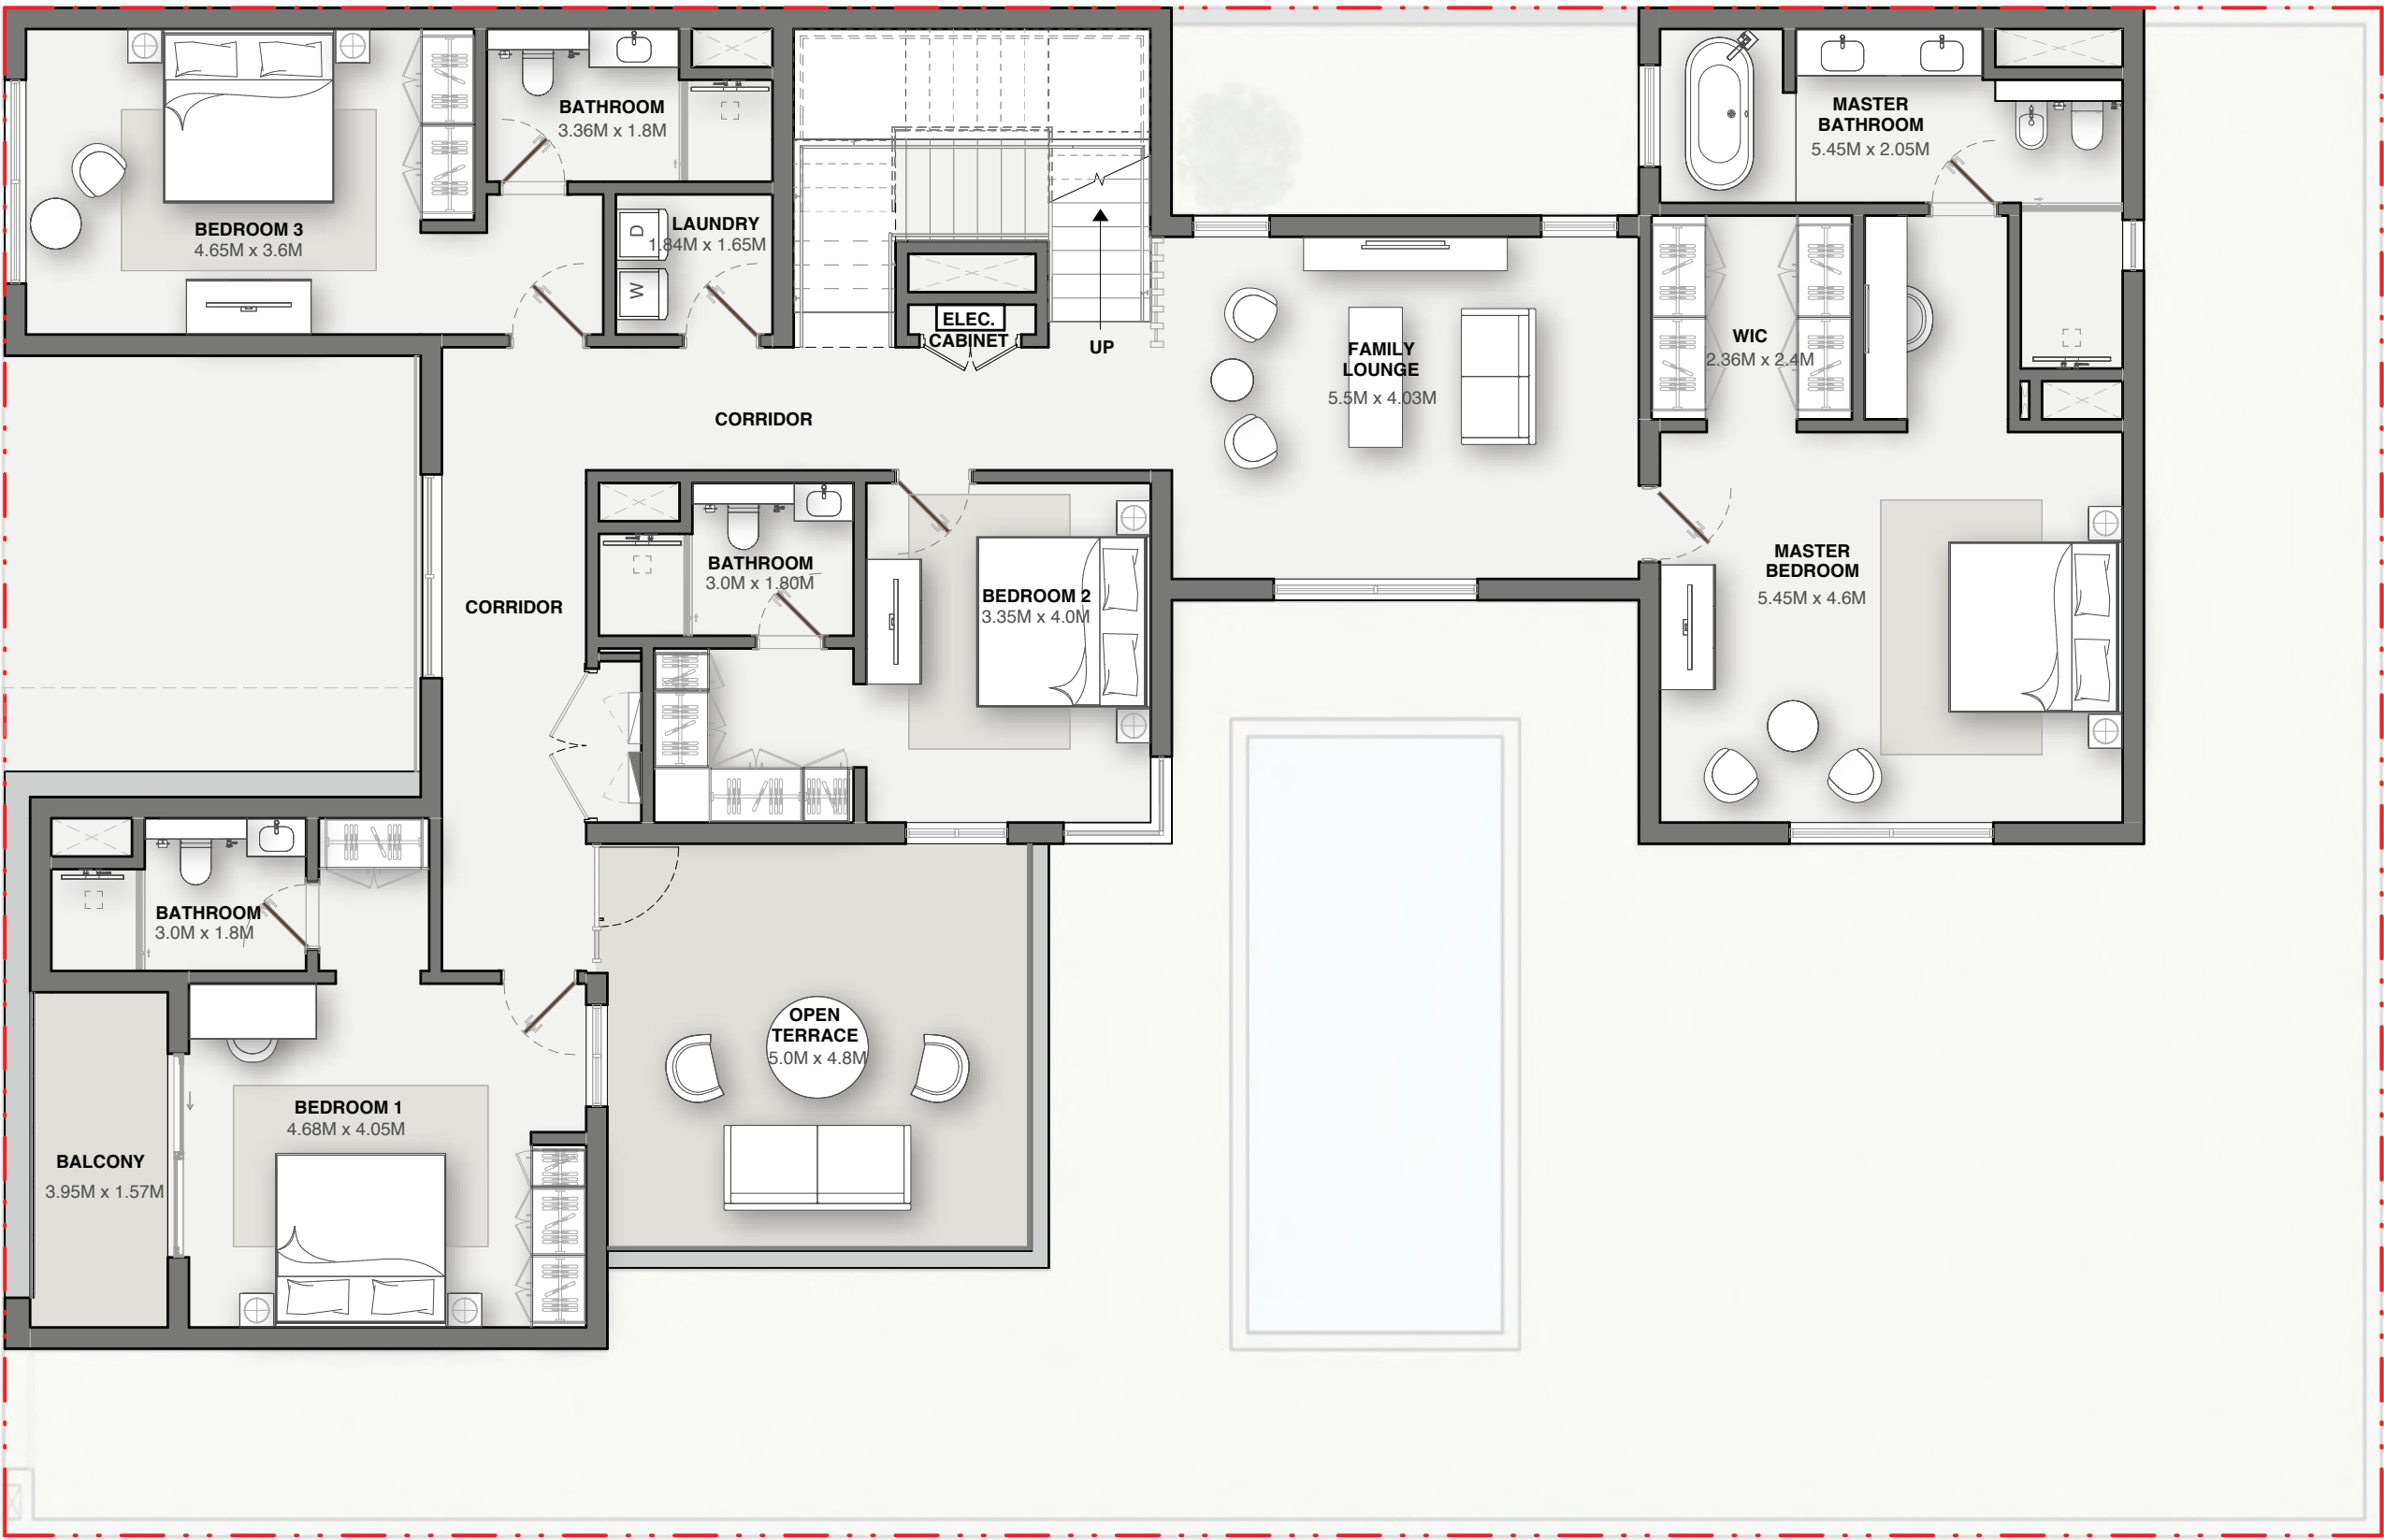 BATHROOM
3.36M x 1.8M
MASTER
BATHROOM
5.45M x 2.05M
BEDROOM 3
4.65M x 3.6M
D
W
LAUNDRY
1.84M x 1.65M
ELEC.
CABINET
UP
FAMILY
LOUNGE
5.5M x 4.03M
WIC
2.36M x 2.4M
CORRIDOR
CORRIDOR
BATHROOM
3.0M x 1.80M
BEDROOM 2
3.35M x 4.0M
MASTER
BEDROOM
5.45M x 4.6M
BATHROOM
3.0M x 1.8M
OPEN
TERRACE
5.0M x 4.8M
BEDROOM 1
4.68M x 4.05M
BALCONY
3.95M x 1.57M